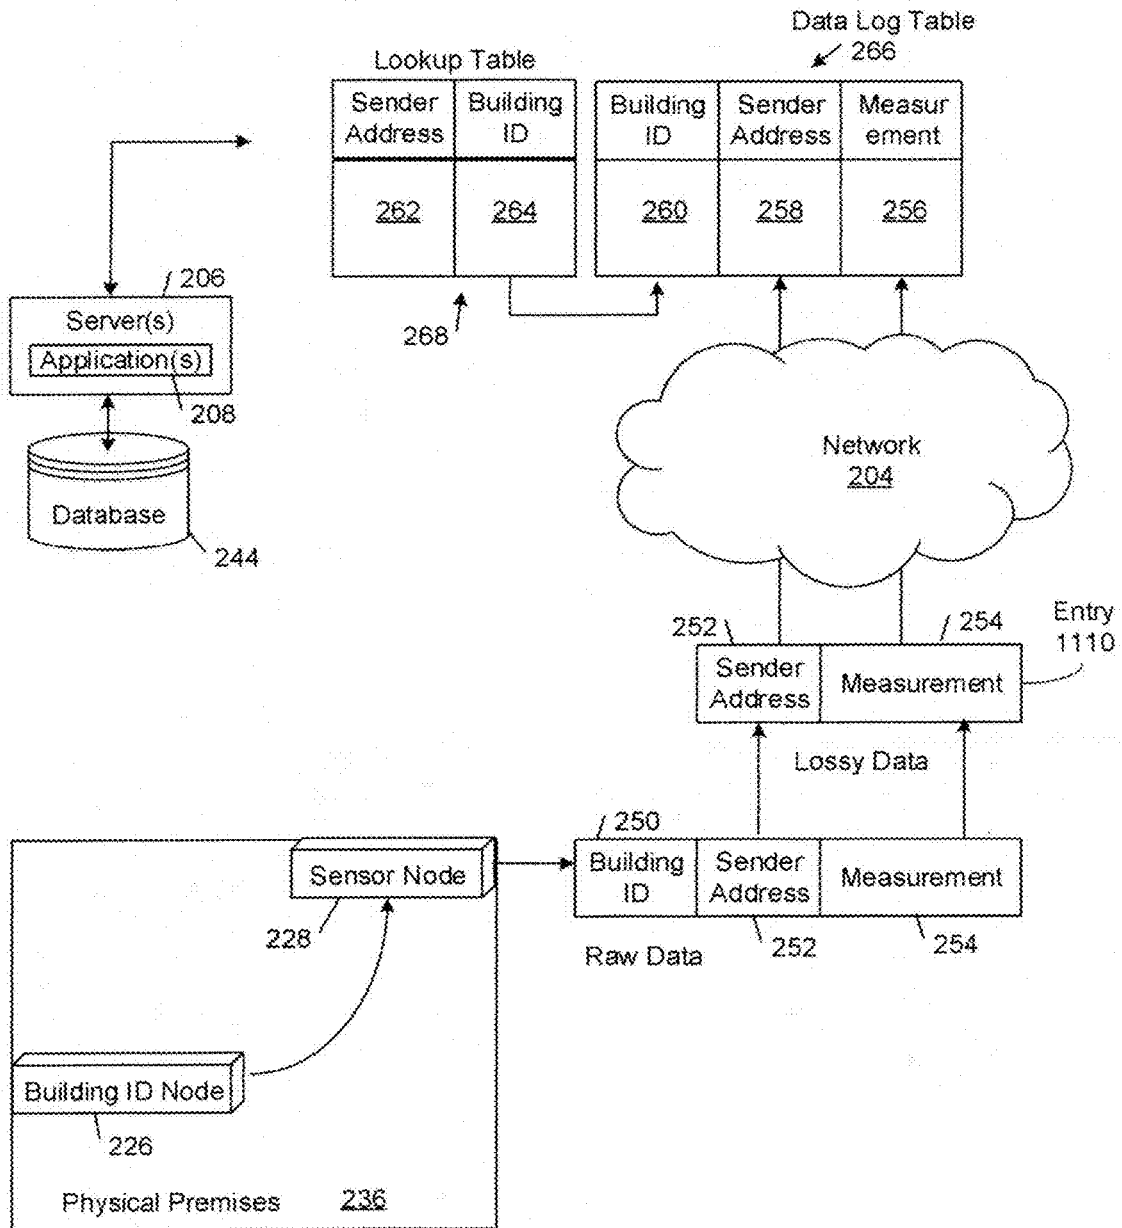 Data Log Table
266
Lookup Table
Sender Address
Building ID
Building ID
Sender Address
Measur ement
262
264
260
258
256
206
268
Server(s)
Application(s)
208
Network
204
Database
244
252
254
Entry
1110
Sender Address
Measurement
Lossy Data
250
Sensor Node
Building ID
Sender Address
Measurement
228
252
254
Raw Data
Building ID Node
226
Physical Premises 236